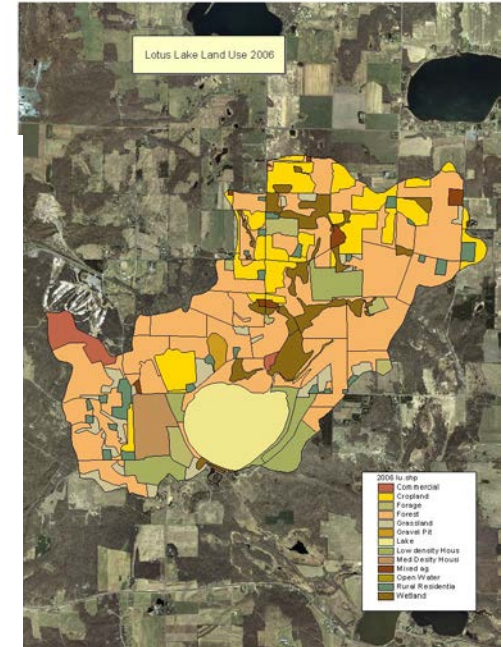 Lotus Lake Land Use 2006
2006 lu.shp
Commercial
Cropland
Forage
Forest
Grassland
Gravel Pit
Lake
Low density Hous
Med Desity Housi
Mixed ag
Open Water
Rural Residentia
Wetland